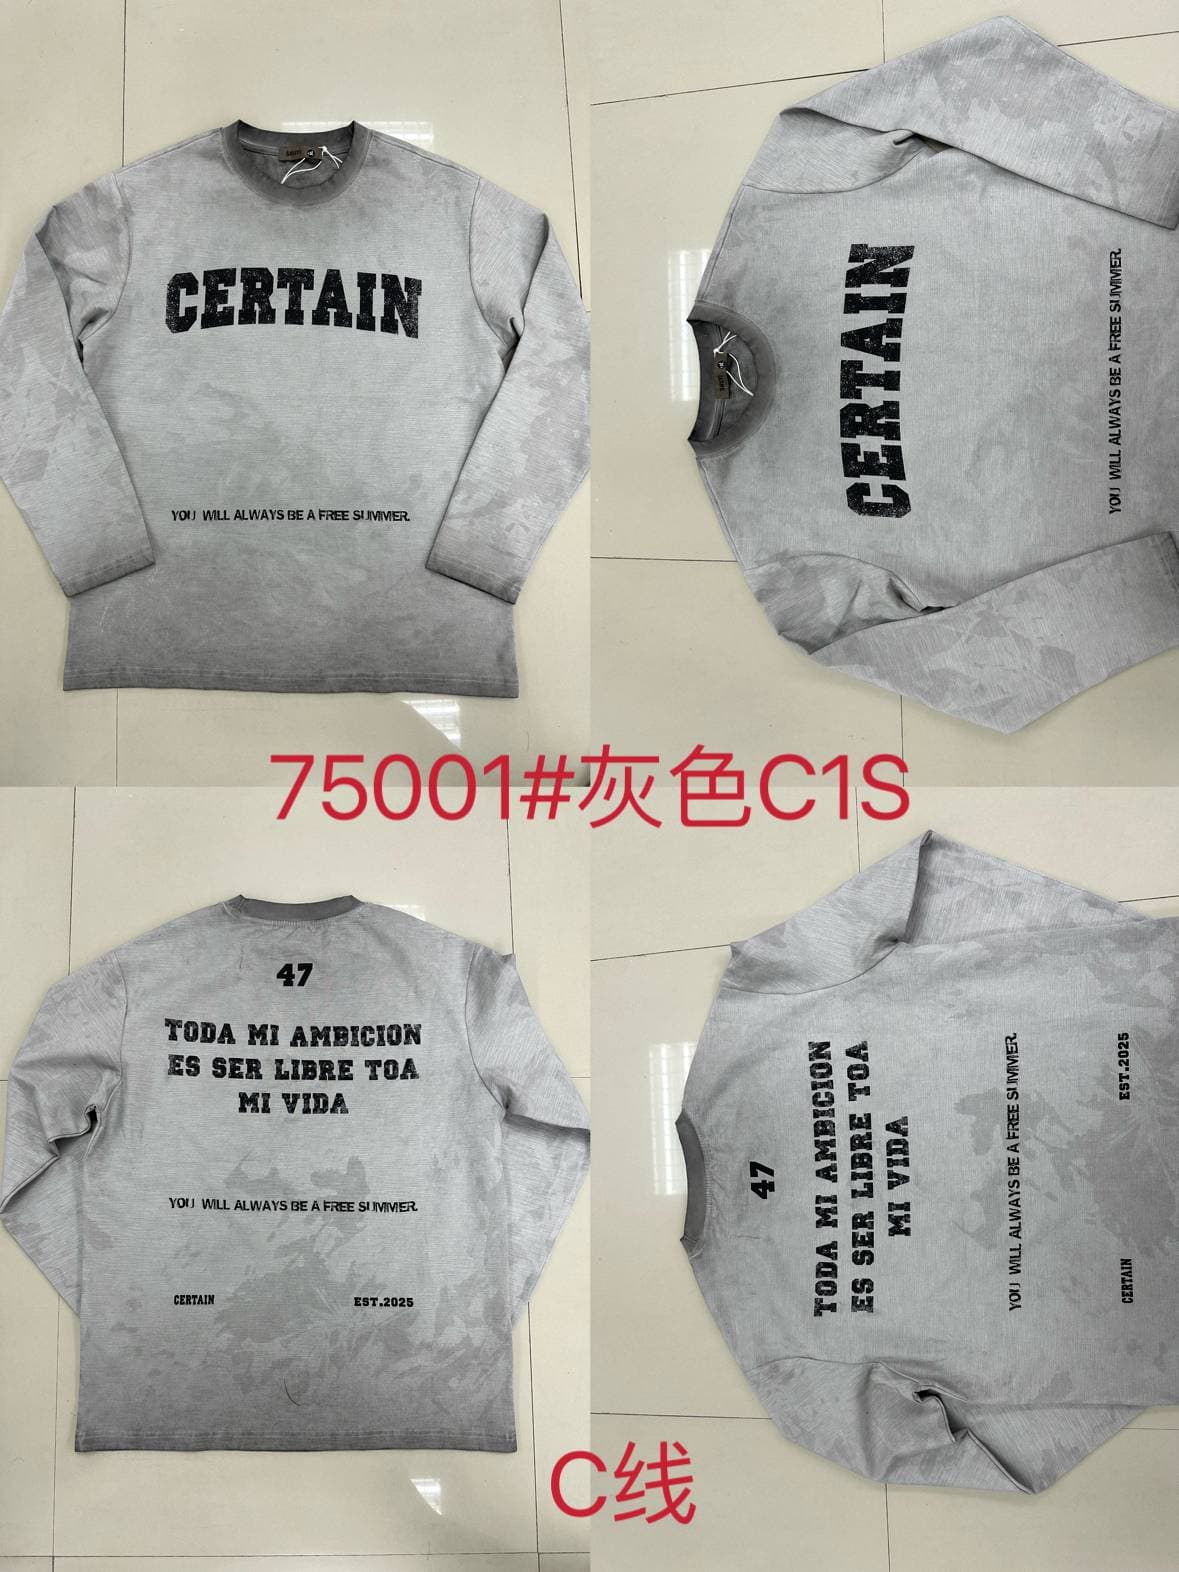 CERTAIN
YOU WILL ALWAYS BE A FREE SUMMER.
CERTAIN
YOU WILL ALWAYS BE A FREE SUMMER.
75001#灰色C1S
47
TODA MI AMBICION
ES SER LIBRE TOA
MI VIDA
YOU WILL ALWAYS BE A FREE SUMMER.
CERTAIN
EST.2025
47
TODA MI AMBICION
ES SER LIBRE TOA
MI VIDA
YOU WILL ALWAYS BE A FREE SUMMER.
CERTAIN
EST.2025
C线